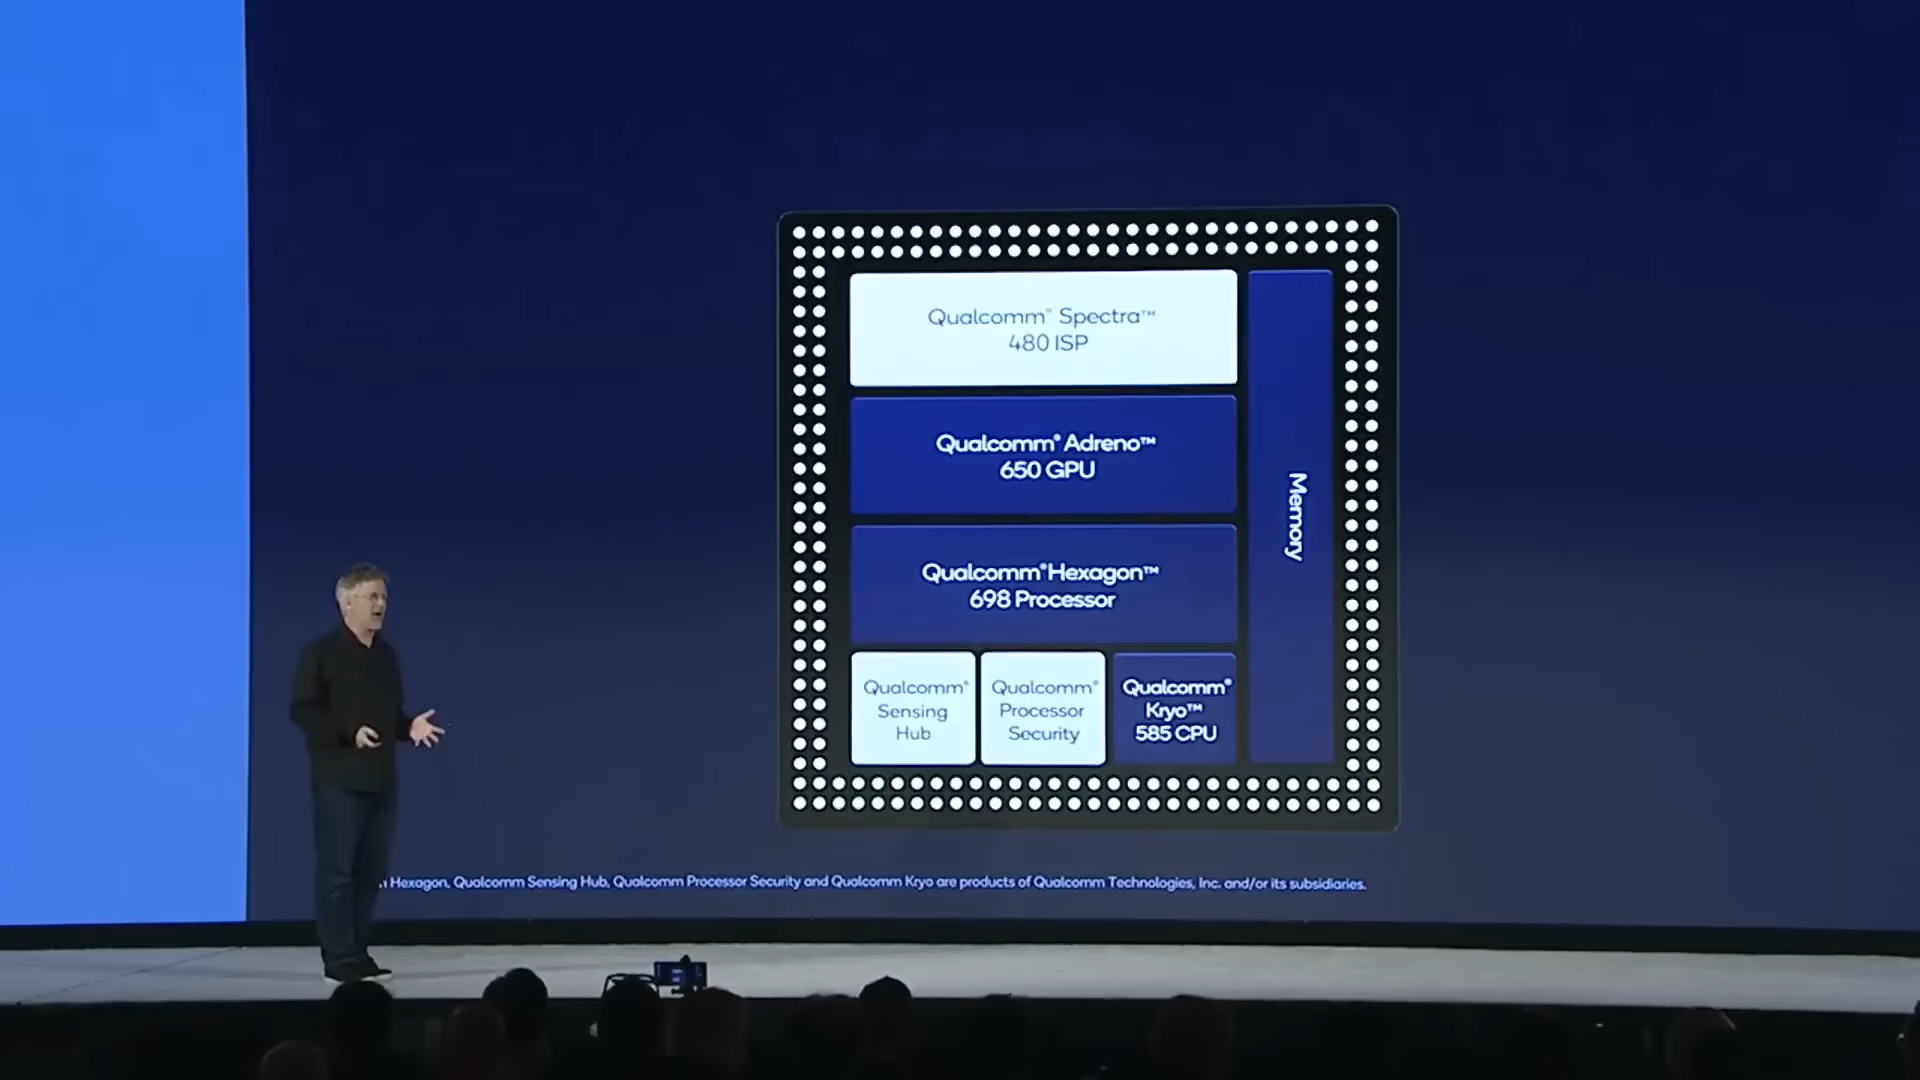 Qualcomm® Spectra™
480 ISP
Qualcomm® Adreno™
650 GPU
Qualcomm® Hexagon™
698 Processor
Qualcomm®
Sensing
Hub
Qualcomm®
Processor
Security
Qualcomm®
Kryo™
585 CPU
Memory
Hexagon, Qualcomm Sensing Hub, Qualcomm Processor Security and Qualcomm Kryo are products of Qualcomm Technologies, Inc. and/or its subsidiaries.